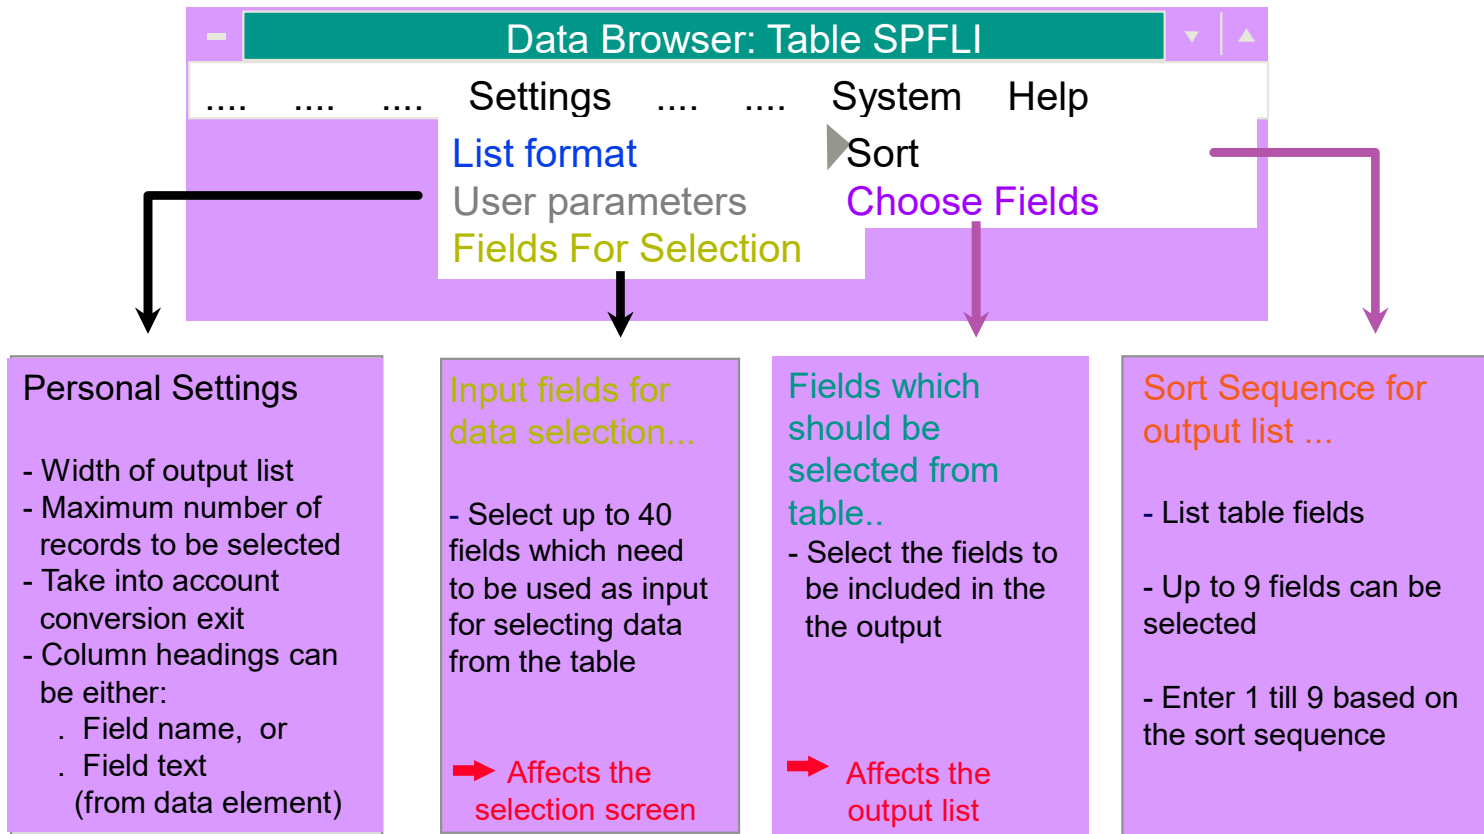 Data Browser: Table SPFLI
.... .... .... Settings .... .... System Help
List format
User parameters
Fields For Selection
Sort
Choose Fields
Personal Settings
- Width of output list
- Maximum number of
records to be selected
- Take into account
conversion exit
- Column headings can
be either:
. Field name, or
. Field text
(from data element)
Input fields for
data selection...
- Select up to 40
fields which need
to be used as input
for selecting data
from the table
Affects the
selection screen
Fields which
should be
selected from
table..
- Select the fields to
be included in the
the output
Affects the
output list
Sort Sequence for
output list ...
- List table fields
- Up to 9 fields can be
selected
- Enter 1 till 9 based on
the sort sequence